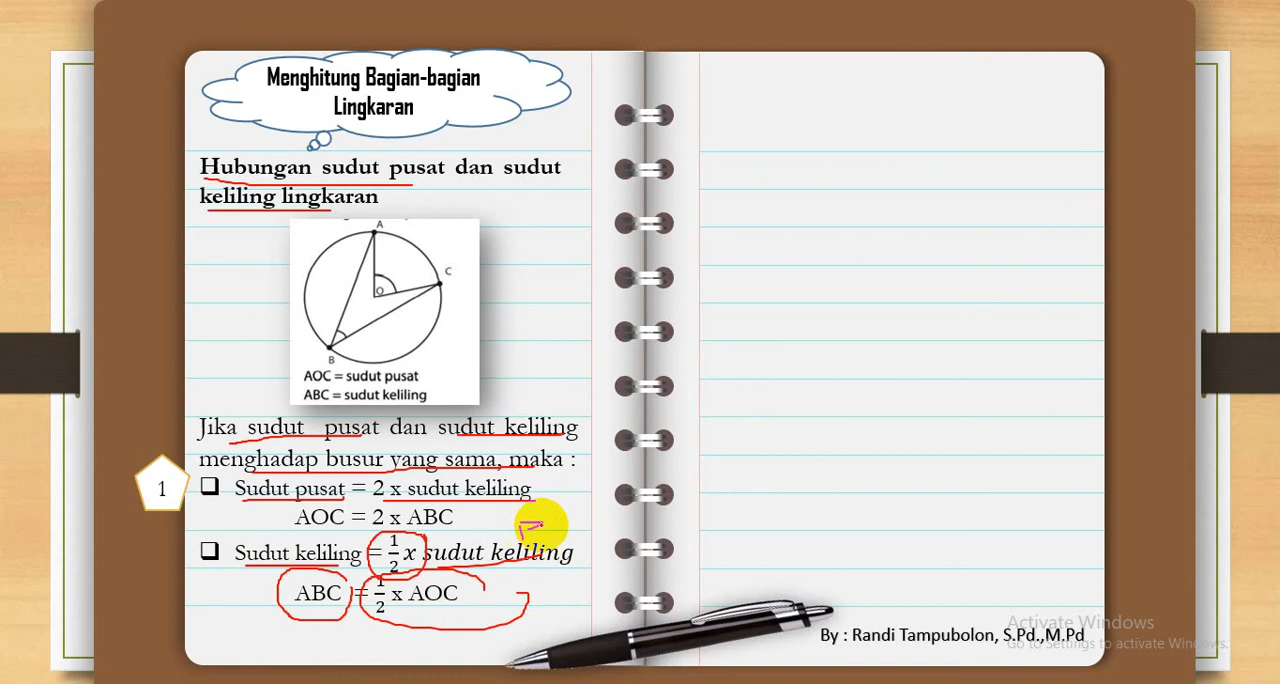 Menghitung Bagian-bagian
Lingkaran
Hubungan sudut pusat dan sudut
keliling lingkaran
A
C
O
B
AOC = sudut pusat
ABC = sudut keliling
Jika sudut pusat dan sudut keliling
menghadap busur yang sama, maka :
1
❑ Sudut pusat = 2 x sudut keliling
AOC = 2 x ABC
❑ Sudut keliling = 1/2 x sudut keliling
ABC = 1/2 x AOC
By : Randi Tampubolon, S.Pd.,M.Pd
Activate Windows
Go to Settings to activate Windows.